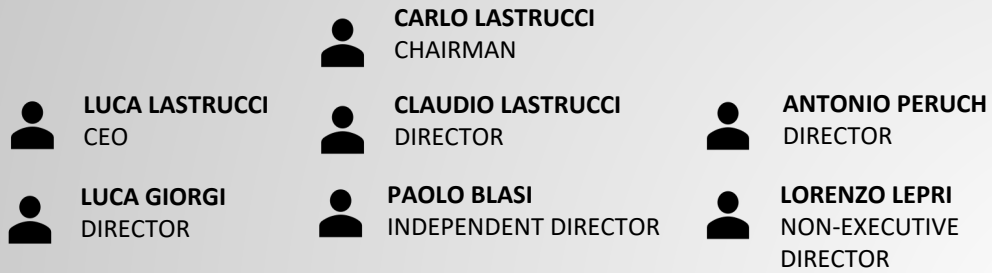 CARLO LASTRUCCI
CHAIRMAN
LUCA LASTRUCCI
CEO
CLAUDIO LASTRUCCI
DIRECTOR
ANTONIO PERUCH
DIRECTOR
LUCA GIORGI
DIRECTOR
PAOLO BLASI
INDEPENDENT DIRECTOR
LORENZO LEPRI
NON-EXECUTIVE
DIRECTOR